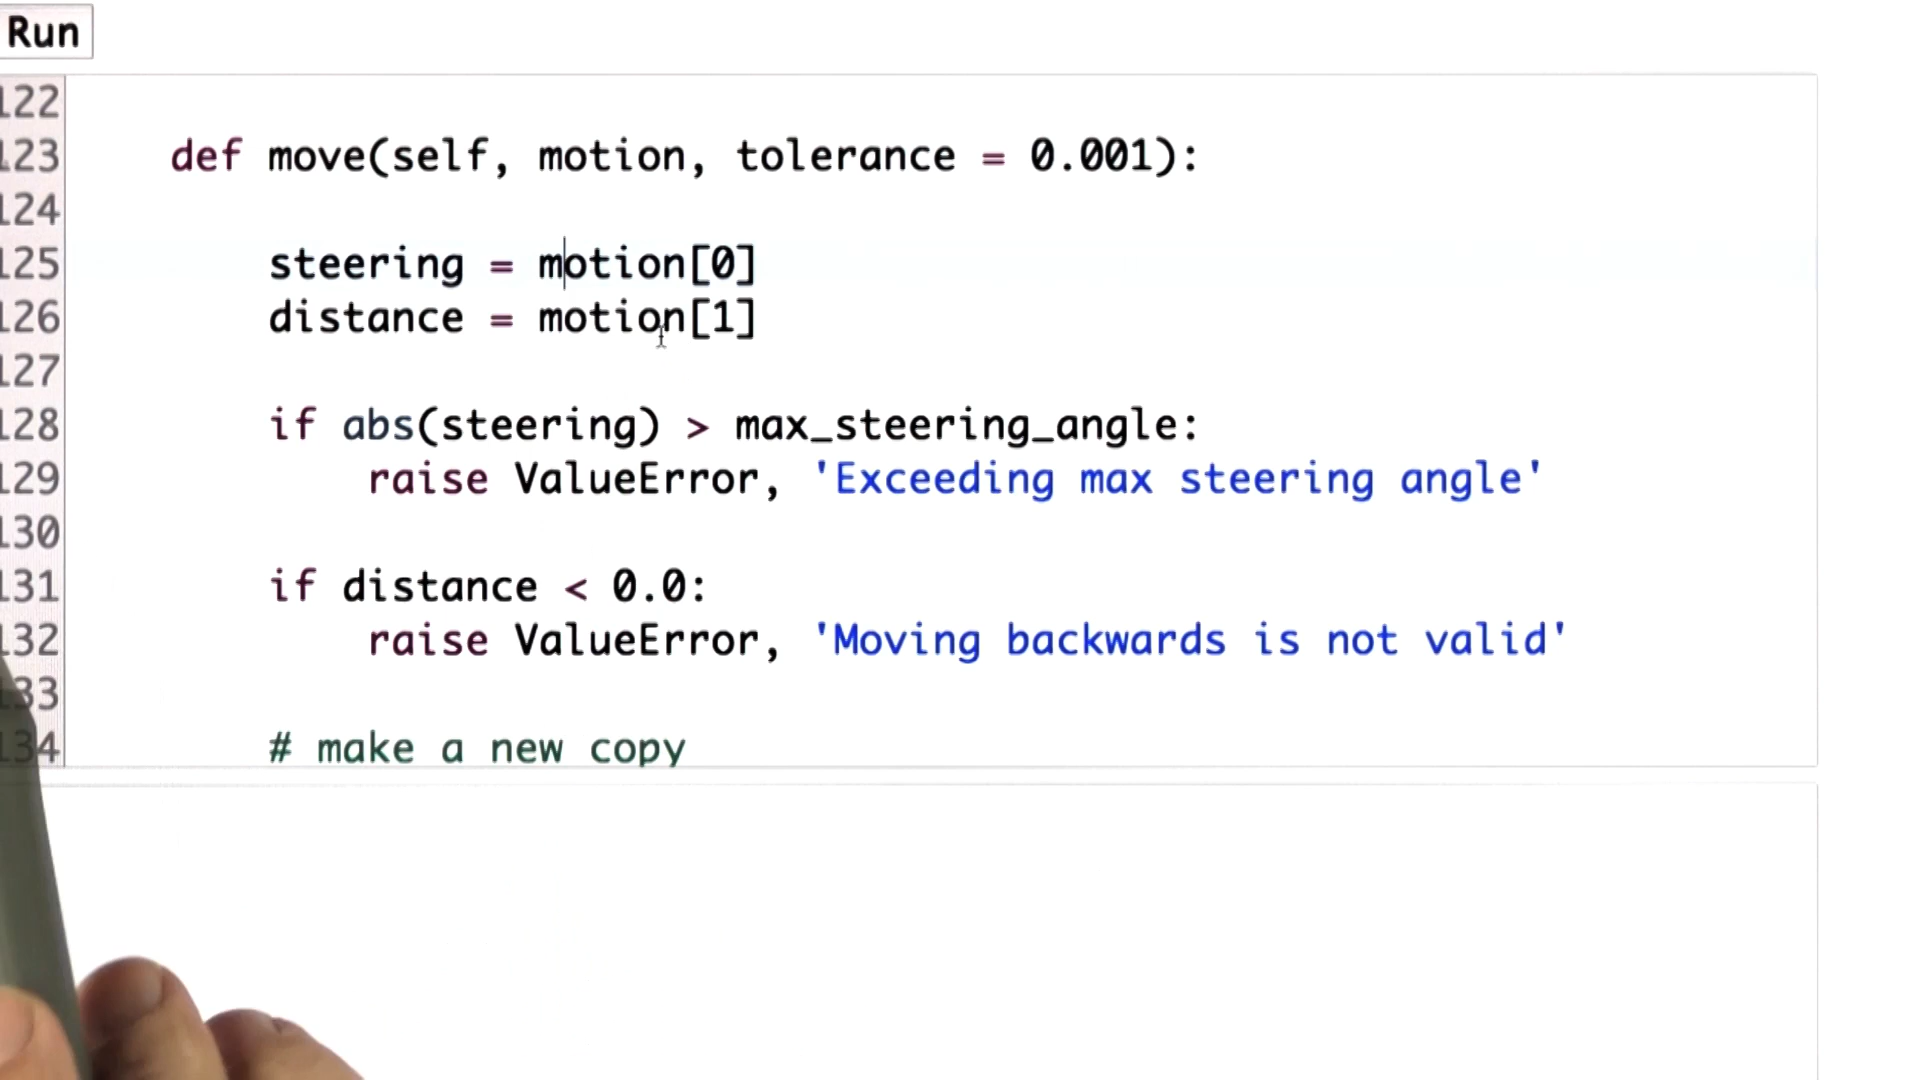 Run
122
123 def move(self, motion, tolerance = 0.001):
124
125 steering = motion[0]
126 distance = motion[1]
127
128 if abs(steering) > max_steering_angle:
129 raise ValueError, 'Exceeding max steering angle'
130
131 if distance < 0.0:
132 raise ValueError, 'Moving backwards is not valid'
133
134 # make a new copy